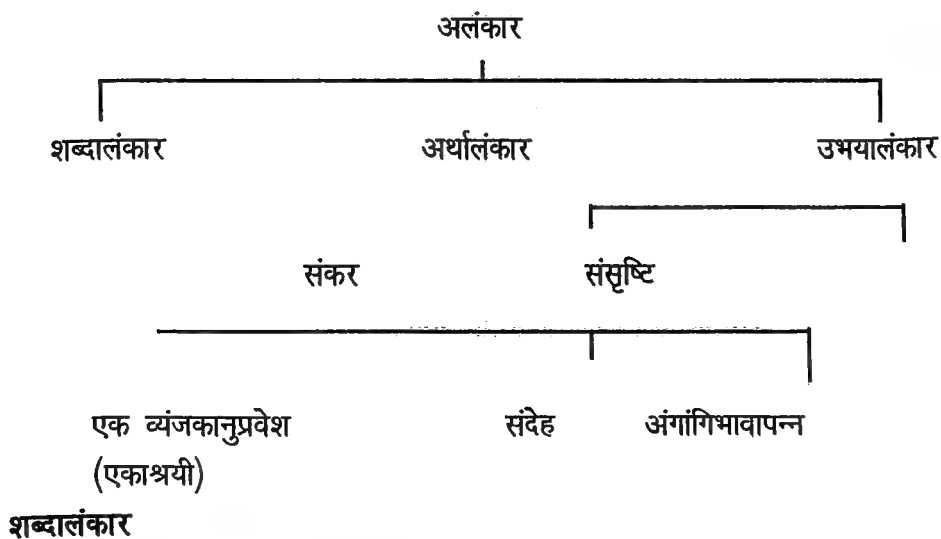 अलंकार
शब्दालंकार अर्थालंकार उभयालंकार
संकर संसृष्टि
एक व्यंजकानुप्रवेश संदेह अंगांगिभावापन्न
(एकाश्रयी)
शब्दालंकार